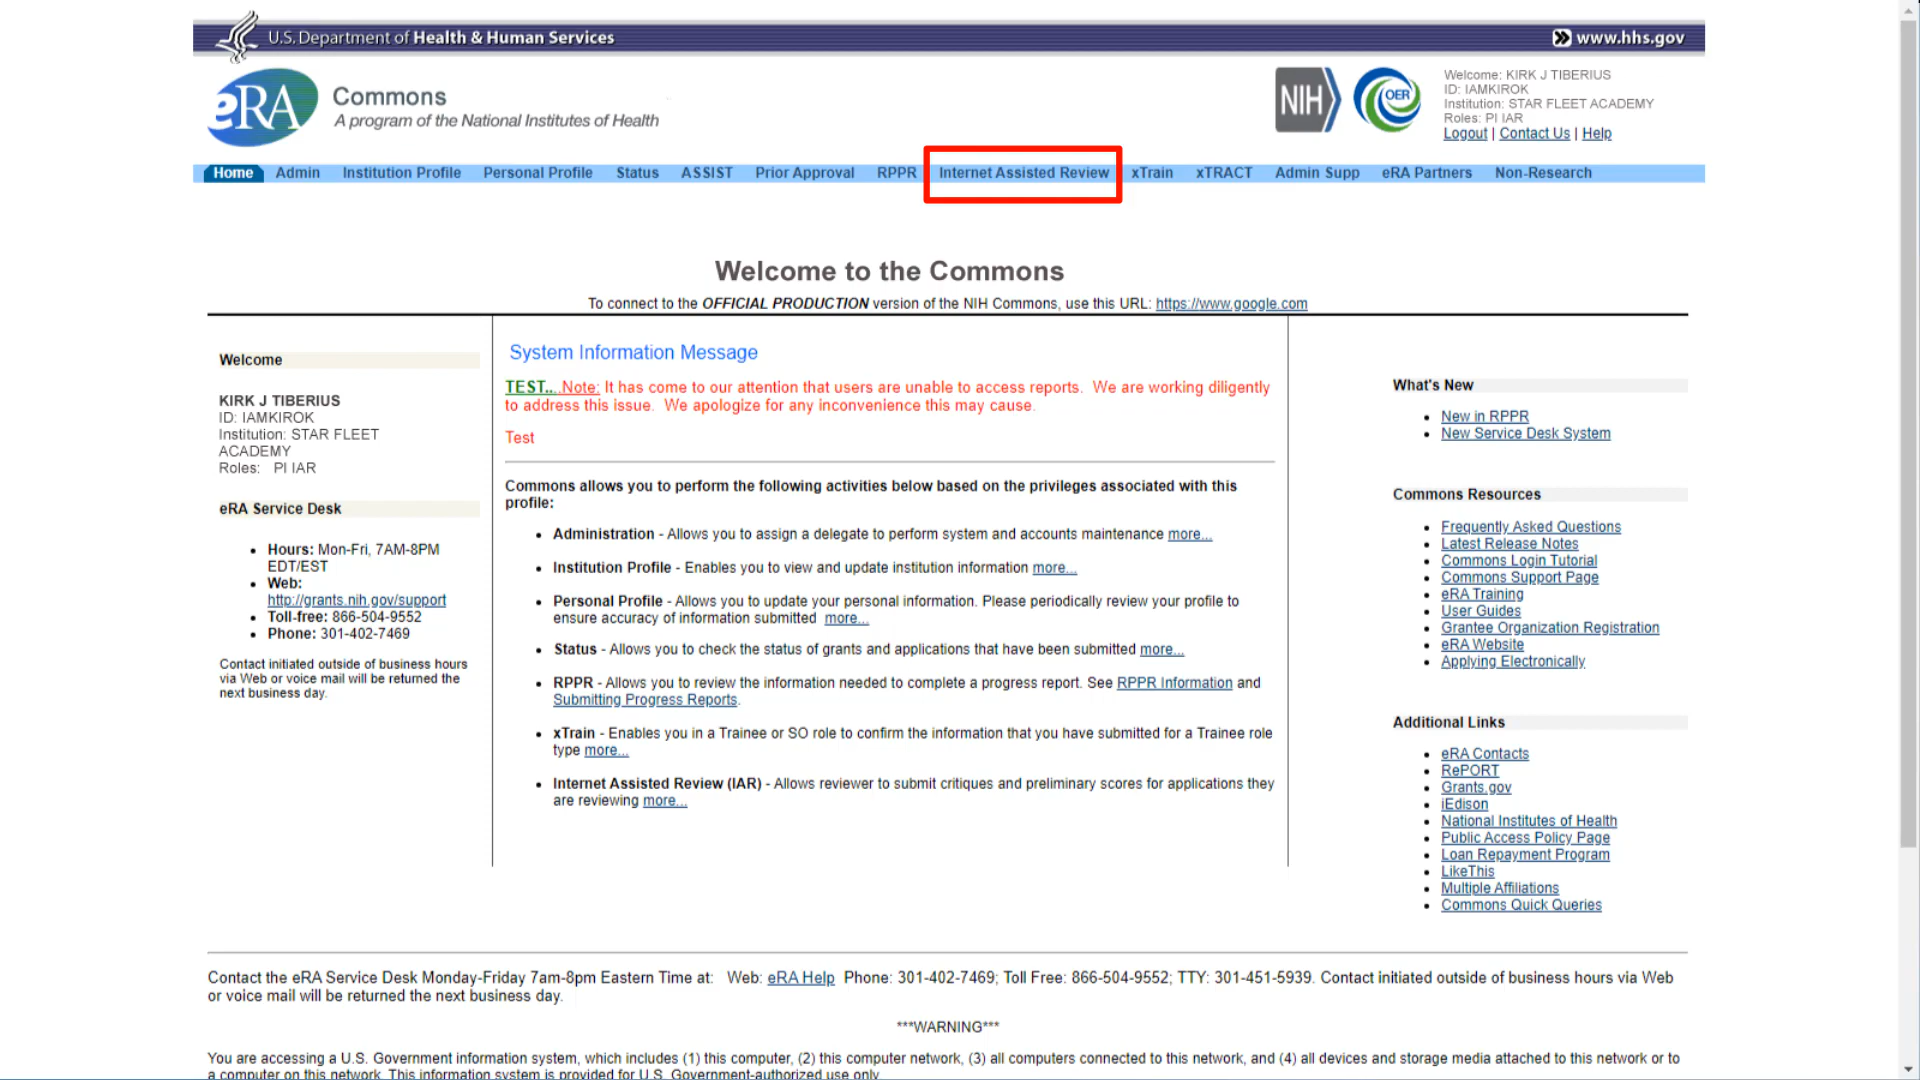 U.S. Department of Health & Human Services
www.hhs.gov
eRA
Commons
A program of the National Institutes of Health
NIH
OER
Welcome: KIRK J TIBERIUS
ID: IAMKIROK
Institution: STAR FLEET ACADEMY
Roles: PI IAR
Logout | Contact Us | Help
Home Admin Institution Profile Personal Profile Status ASSIST Prior Approval RPPR Internet Assisted Review xTrain xTRACT Admin Supp eRA Partners Non-Research
Welcome to the Commons
To connect to the OFFICIAL PRODUCTION version of the NIH Commons, use this URL: https://www.google.com
Welcome
KIRK J TIBERIUS
ID: IAMKIROK
Institution: STAR FLEET
ACADEMY
Roles: PI IAR
eRA Service Desk
Hours: Mon-Fri, 7AM-8PM
EDT/EST
Web:
http://grants.nih.gov/support
Toll-free: 866-504-9552
Phone: 301-402-7469
Contact initiated outside of business hours
via Web or voice mail will be returned the
next business day.
System Information Message
TEST... Note: It has come to our attention that users are unable to access reports. We are working diligently
to address this issue. We apologize for any inconvenience this may cause.
Test
Commons allows you to perform the following activities below based on the privileges associated with this
profile:
Administration - Allows you to assign a delegate to perform system and accounts maintenance more...
Institution Profile - Enables you to view and update institution information more...
Personal Profile - Allows you to update your personal information. Please periodically review your profile to
ensure accuracy of information submitted more...
Status - Allows you to check the status of grants and applications that have been submitted more...
RPPR - Allows you to review the information needed to complete a progress report. See RPPR Information and
Submitting Progress Reports.
xTrain - Enables you in a Trainee or SO role to confirm the information that you have submitted for a Trainee role
type more...
Internet Assisted Review (IAR) - Allows reviewer to submit critiques and preliminary scores for applications they
are reviewing more...
What's New
New in RPPR
New Service Desk System
Commons Resources
Frequently Asked Questions
Latest Release Notes
Commons Login Tutorial
Commons Support Page
eRA Training
User Guides
Grantee Organization Registration
eRA Website
Applying Electronically
Additional Links
eRA Contacts
RePORT
Grants.gov
iEdison
National Institutes of Health
Public Access Policy Page
Loan Repayment Program
LikeThis
Multiple Affiliations
Commons Quick Queries
Contact the eRA Service Desk Monday-Friday 7am-8pm Eastern Time at: Web: eRA Help Phone: 301-402-7469; Toll Free: 866-504-9552; TTY: 301-451-5939. Contact initiated outside of business hours via Web
or voice mail will be returned the next business day.
***WARNING***
You are accessing a U.S. Government information system, which includes (1) this computer, (2) this computer network, (3) all computers connected to this network, and (4) all devices and storage media attached to this network or to
a computer on this network. This information system is provided for U.S. Government-authorized use only.